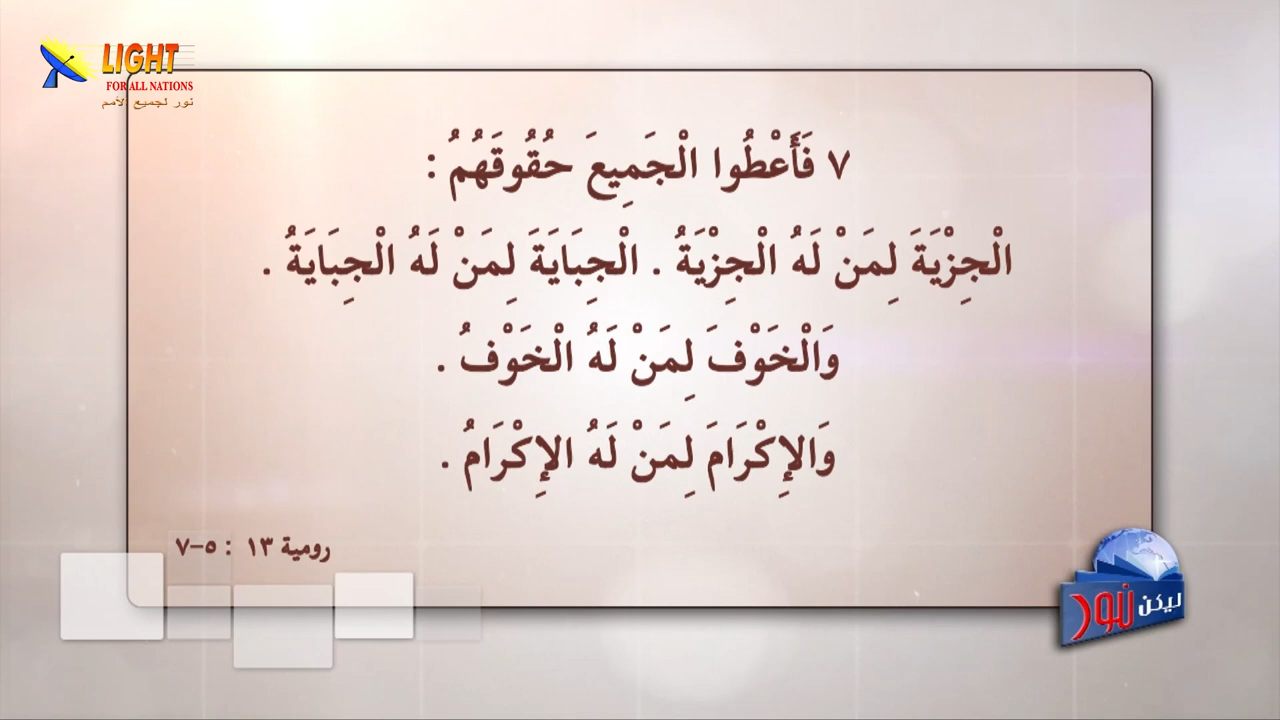 LIGHT
FOR ALL NATIONS
نور لجميع الأمم
٧ فَأَعْطُوا الْجَمِيعَ حُقُوقَهُمُ :
الْجِزْيَةَ لِمَنْ لَهُ الْجِزْيَةُ . الْجِبَايَةَ لِمَنْ لَهُ الْجِبَايَةُ .
وَالْخَوْفَ لِمَنْ لَهُ الْخَوْفُ .
وَالإِكْرَامَ لِمَنْ لَهُ الإِكْرَامُ .
رومية ١٣ : ٥-٧
ليكن نور